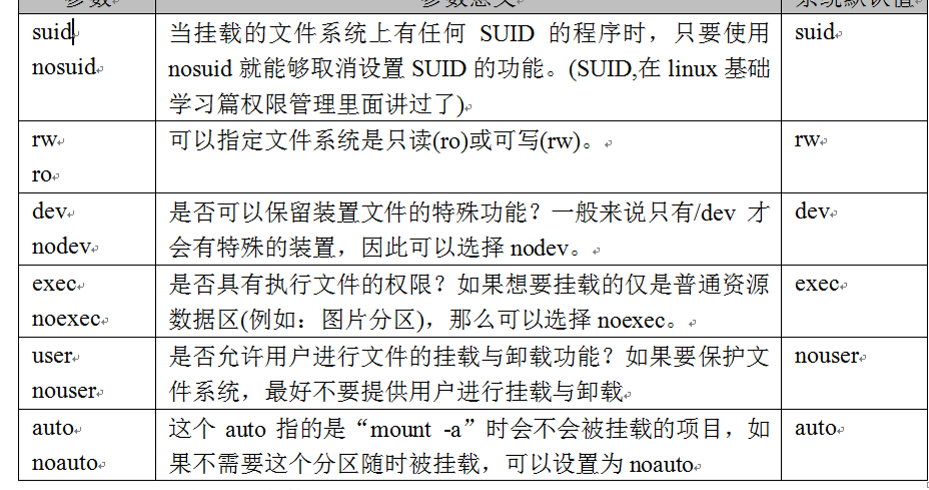 参数 参数意义 系统默认值
suid 当挂载的文件系统上有任何 SUID 的程序时，只要使用 suid
nosuid nosuid 就能够取消设置 SUID 的功能。(SUID,在 linux 基础
学习篇权限管理里面讲过了)
rw 可以指定文件系统是只读(ro)或可写(rw)。 rw
ro
dev 是否可以保留装置文件的特殊功能？一般来说只有/dev 才 dev
nodev 会有特殊的装置，因此可以选择 nodev。
exec 是否具有执行文件的权限？如果想要挂载的仅是普通资源 exec
noexec 数据区(例如：图片分区)，那么可以选择 noexec。
user 是否允许用户进行文件的挂载与卸载功能？如果要保护文 nouser
nouser 件系统，最好不要提供用户进行挂载与卸载
auto 这个 auto 指的是“mount -a”时会不会被挂载的项目，如 auto
noauto 果不需要这个分区随时被挂载，可以设置为 noauto